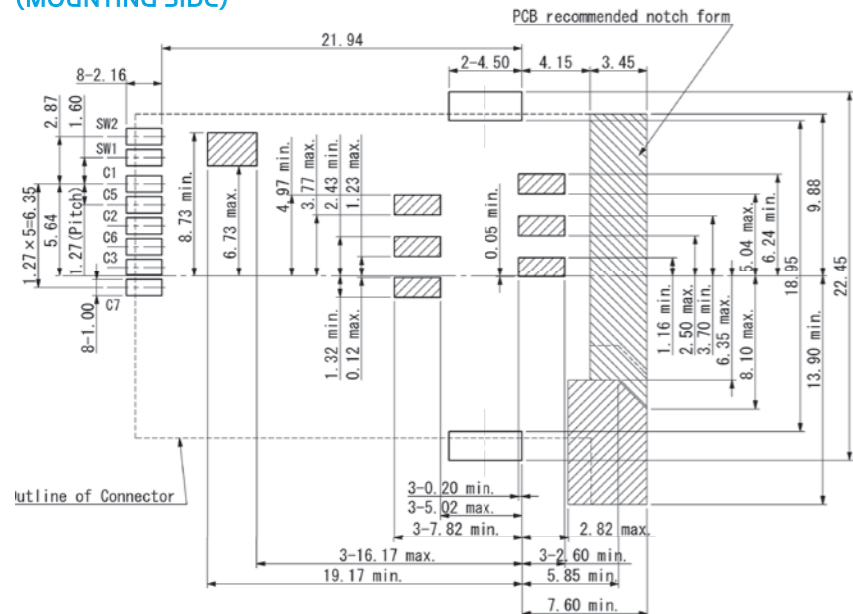 (MOUNTING SIDE)
PCB recommended notch form
21.94
2-4.50
4.15
3.45
8-2.16
2.87
1.60
SW2
SW1
C1
C5
C2
C6
C3
C7
1.27×5=6.35
5.64
1.27(Pitch)
8-1.00
8.73 min.
6.73 max.
4.97 min.
3.77 max.
2.43 min.
1.23 max.
1.32 min.
0.12 max.
0.05 min.
1.16 min.
2.50 max.
3.70 min.
6.35 max.
5.04 max.
6.24 min.
8.10 max.
18.95
9.88
13.90 min.
22.45
utline of Connector
3-0.20 min.
3-5.02 max.
3-7.82 min.
2.82 max.
3-16.17 max.
3-2.60 min.
19.17 min.
5.85 min.
7.60 min.